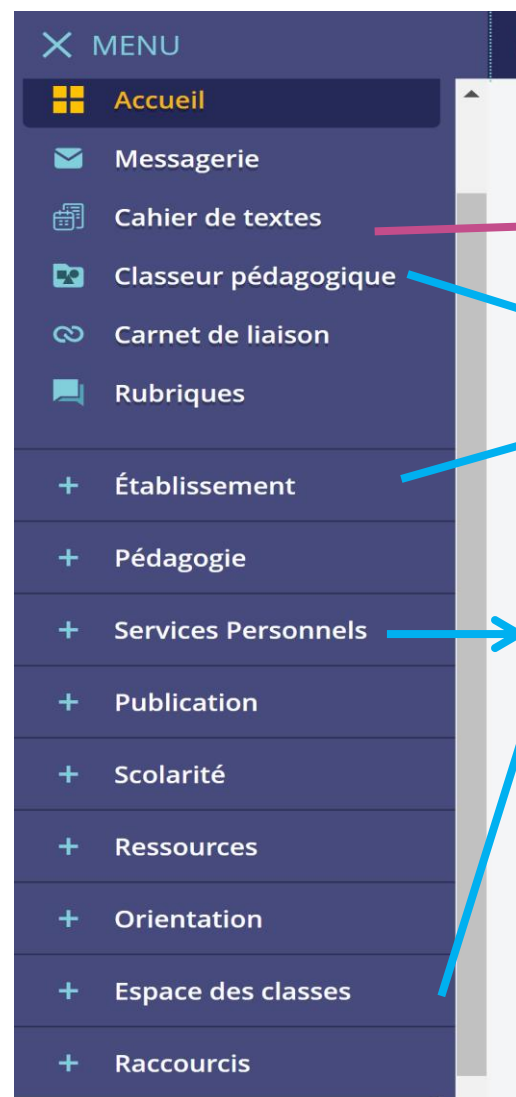 MENU
Accueil
Messagerie
Cahier de textes
Classeur pédagogique
Carnet de liaison
Rubriques
+ Établissement
+ Pédagogie
+ Services Personnels
+ Publication
+ Scolarité
+ Ressources
+ Orientation
+ Espace des classes
+ Raccourcis